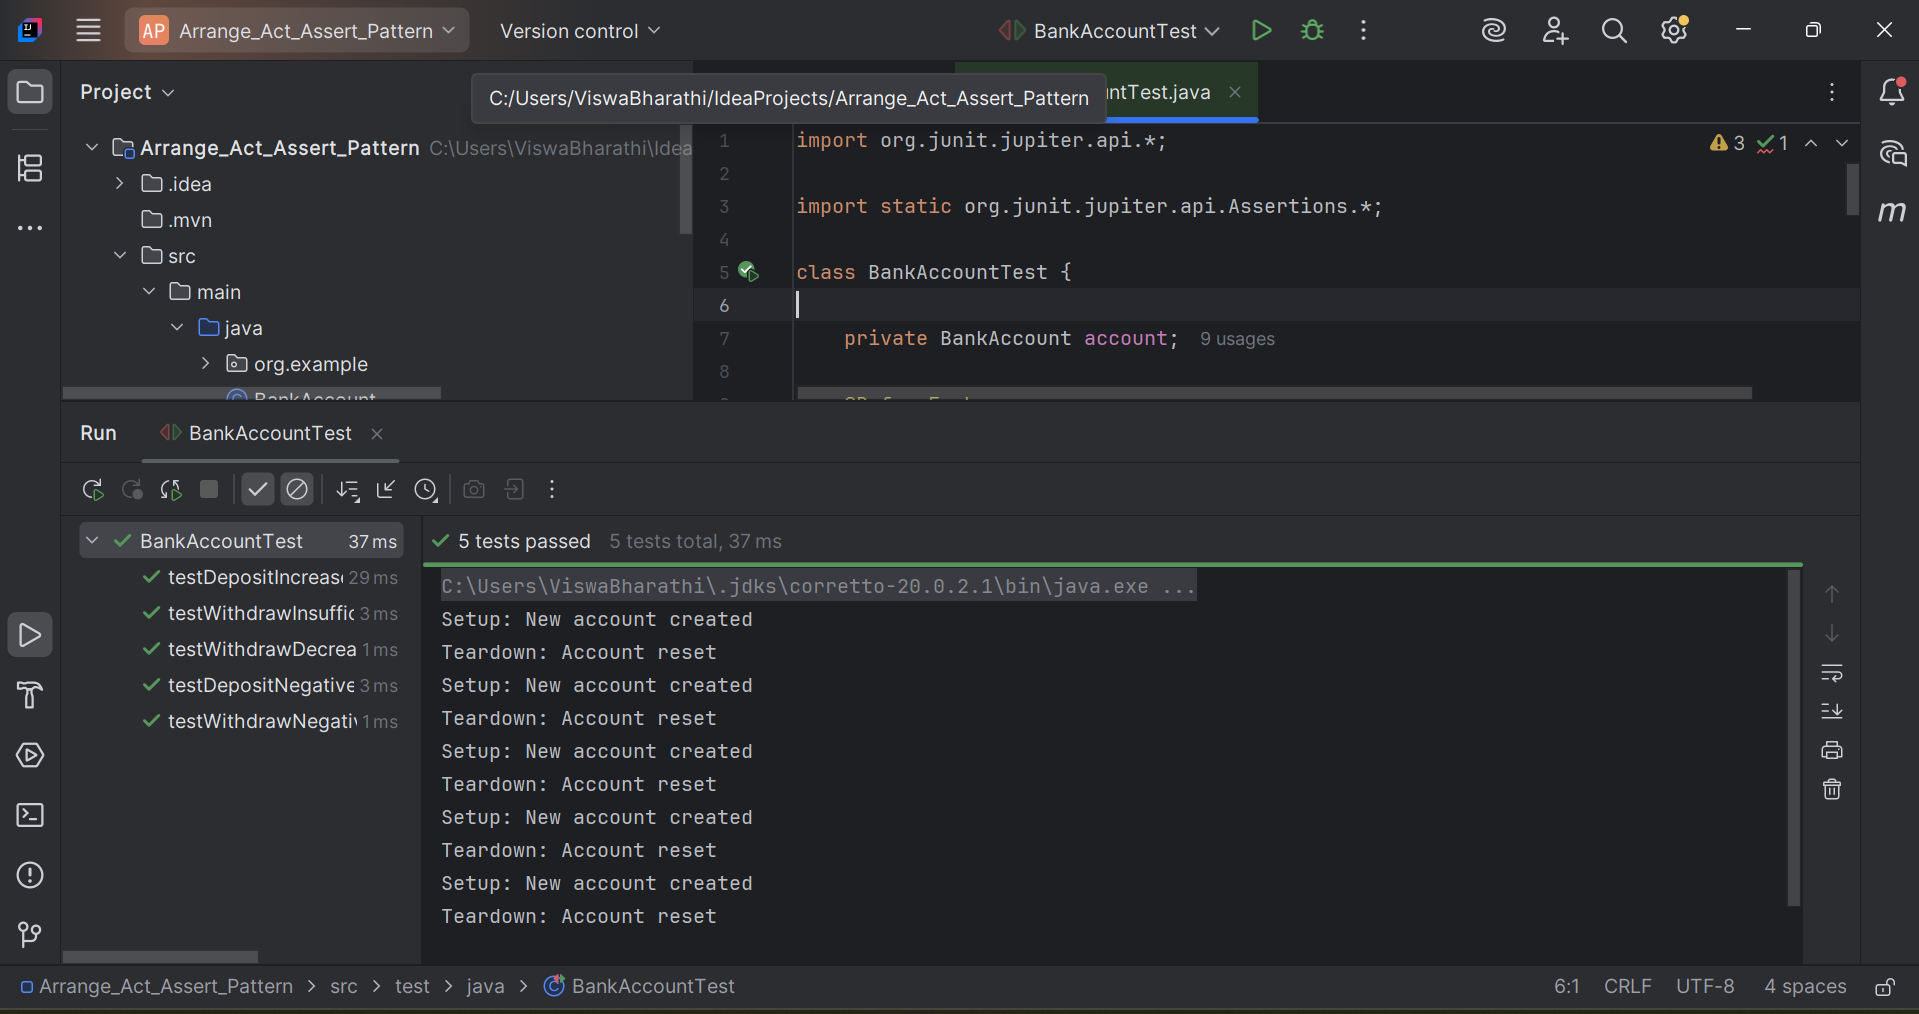 AP Arrange_Act_Assert_Pattern
Version control
BankAccountTest
Project
C:/Users/ViswaBharathi/IdeaProjects/Arrange_Act_Assert_Pattern
ntTest.java
Arrange_Act_Assert_Pattern C:\Users\ViswaBharathi\Idea
.idea
.mvn
src
main
java
org.example
BankAccount
1 import org.junit.jupiter.api.*;
2
3 import static org.junit.jupiter.api.Assertions.*;
4
5 class BankAccountTest {
6
7 private BankAccount account; 9 usages
8
3 1
Run BankAccountTest
BankAccountTest 37 ms
testDepositIncreas 29 ms
testWithdrawInsuffic 3 ms
testWithdrawDecrea 1 ms
testDepositNegative 3 ms
testWithdrawNegati 1 ms
5 tests passed 5 tests total, 37 ms
C:\Users\ViswaBharathi\.jdks\corretto-20.0.2.1\bin\java.exe ...
Setup: New account created
Teardown: Account reset
Setup: New account created
Teardown: Account reset
Setup: New account created
Teardown: Account reset
Setup: New account created
Teardown: Account reset
Setup: New account created
Teardown: Account reset
Arrange_Act_Assert_Pattern > src > test > java > BankAccountTest
6:1 CRLF UTF-8 4 spaces